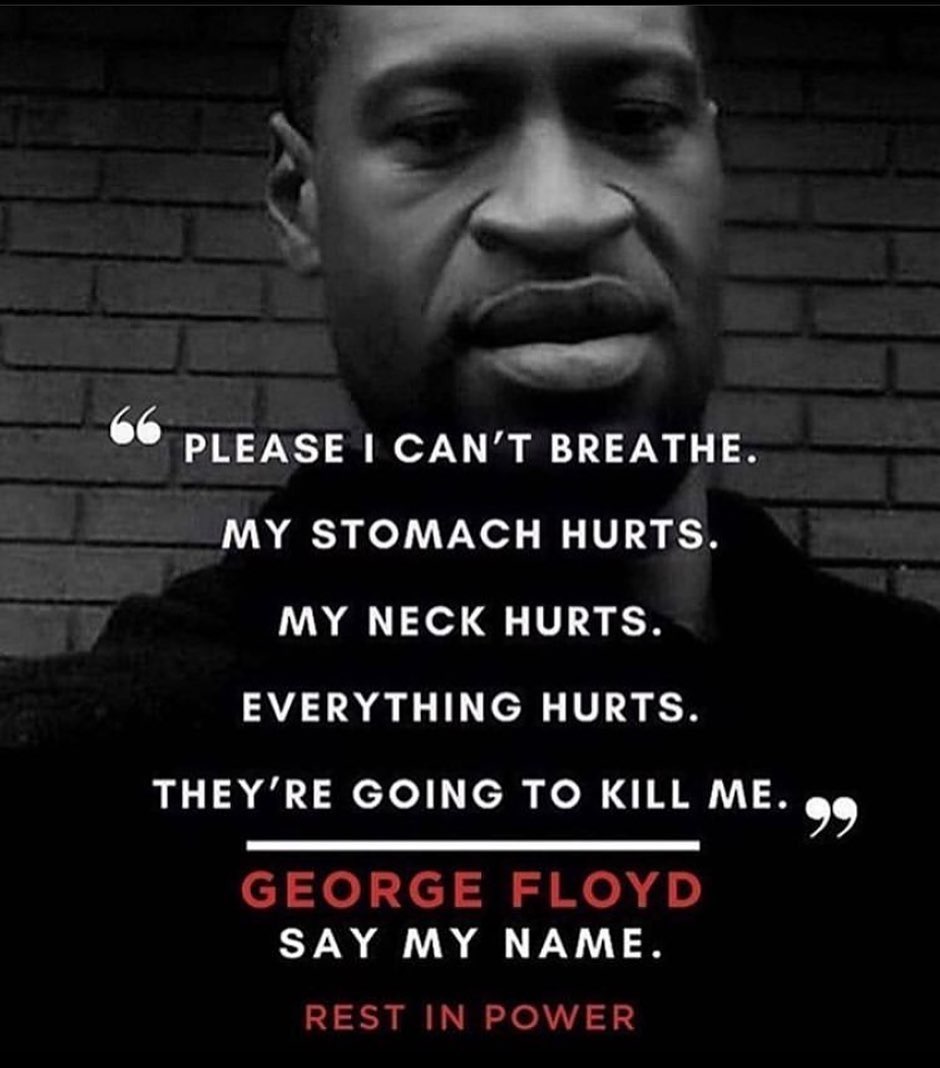 “ PLEASE I CAN’T BREATHE.
MY STOMACH HURTS.
MY NECK HURTS.
EVERYTHING HURTS.
THEY’RE GOING TO KILL ME. ”
GEORGE FLOYD
SAY MY NAME.
REST IN POWER